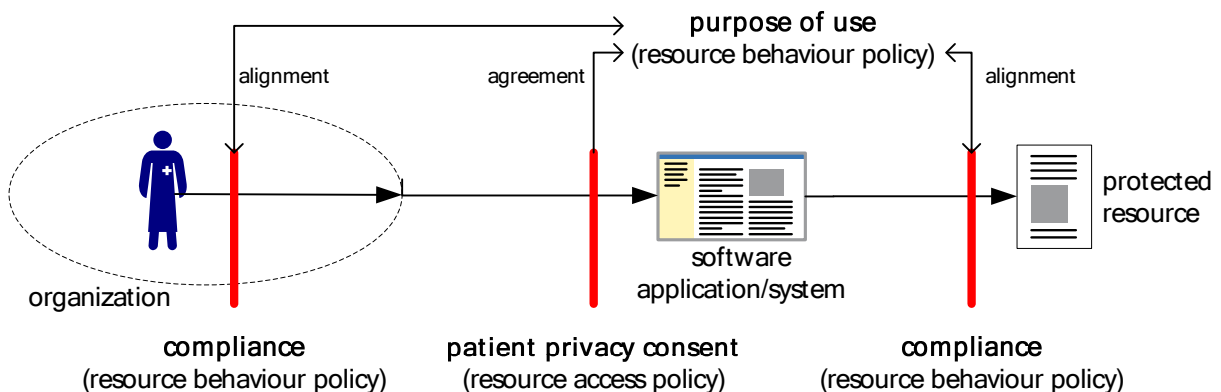 purpose of use
(resource behaviour policy)
alignment
agreement
alignment
protected
resource
software
application/system
organization
compliance
(resource behaviour policy)
patient privacy consent
(resource access policy)
compliance
(resource behaviour policy)